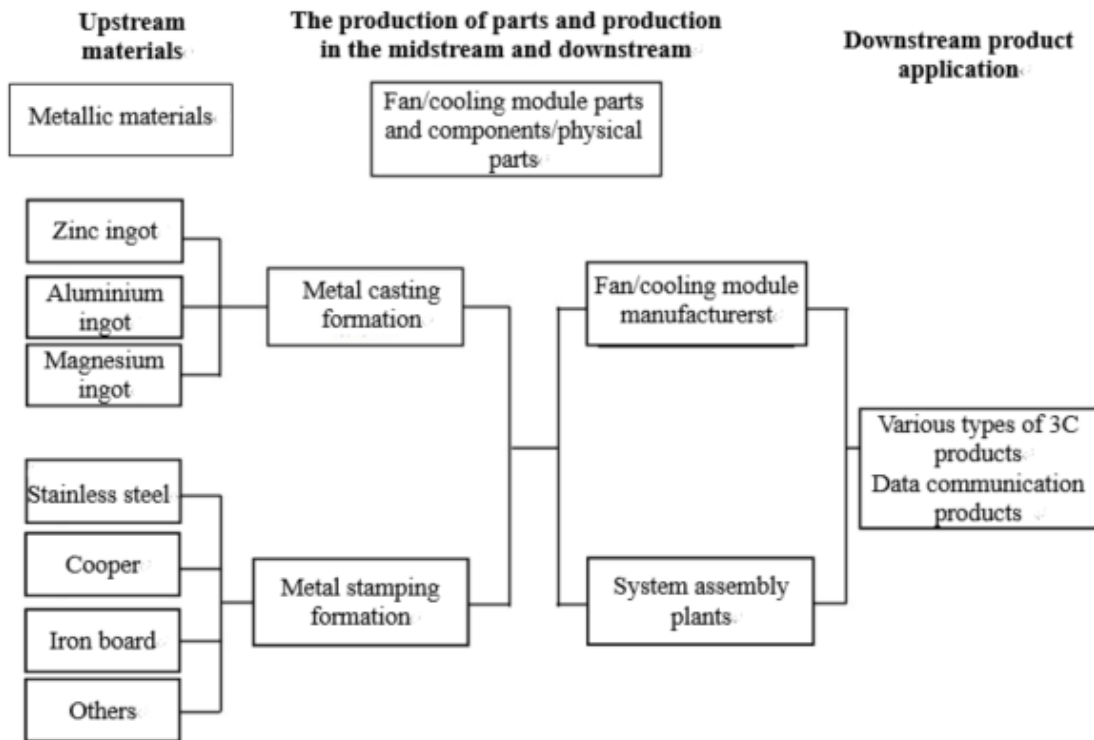 Upstream
materials
The production of parts and production
in the midstream and downstream
Downstream product
application
Metallic materials
Fan/cooling module parts
and components/physical
parts
Zinc ingot
Aluminium
ingot
Magnesium
ingot
Metal casting
formation
Fan/cooling module
manufacturerst
Various types of 3C
products
Data communication
products
Stainless steel
Cooper
Iron board
Others
Metal stamping
formation
System assembly
plants